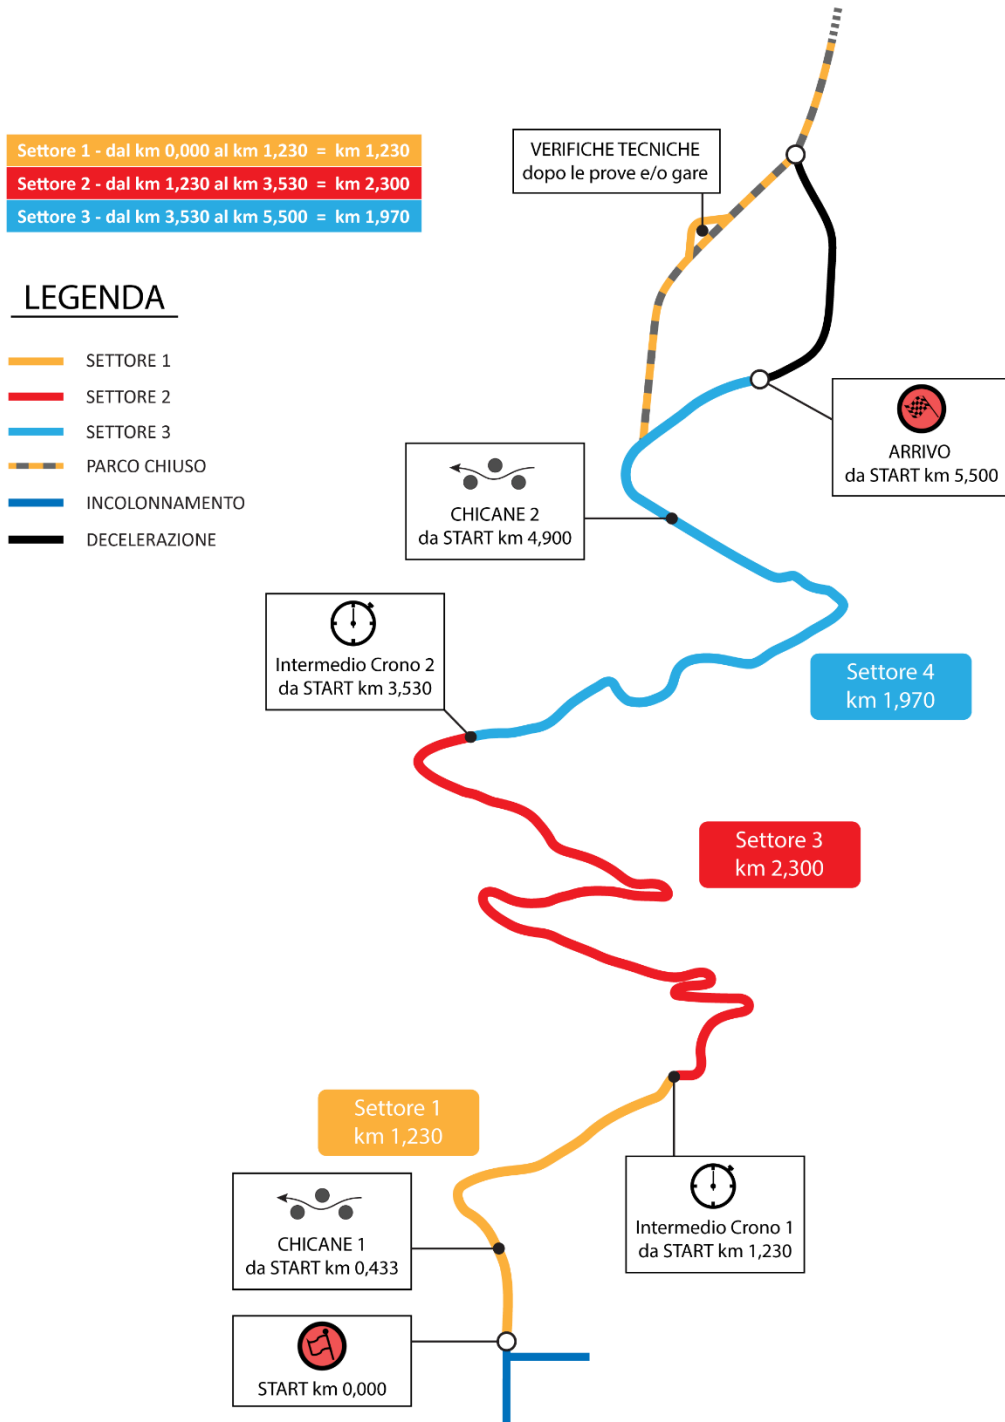 Settore 1 - dal km 0,000 al km 1,230 = km 1,230
Settore 2 - dal km 1,230 al km 3,530 = km 2,300
Settore 3 - dal km 3,530 al km 5,500 = km 1,970
LEGENDA
SETTORE 1
SETTORE 2
SETTORE 3
PARCO CHIUSO
INCOLONNAMENTO
DECELERAZIONE
VERIFICHE TECNICHE
dopo le prove e/o gare
ARRIVO
da START km 5,500
CHICANE 2
da START km 4,900
Intermedio Crono 2
da START km 3,530
Settore 4
km 1,970
Settore 3
km 2,300
Settore 1
km 1,230
Intermedio Crono 1
da START km 1,230
CHICANE 1
da START km 0,433
START km 0,000